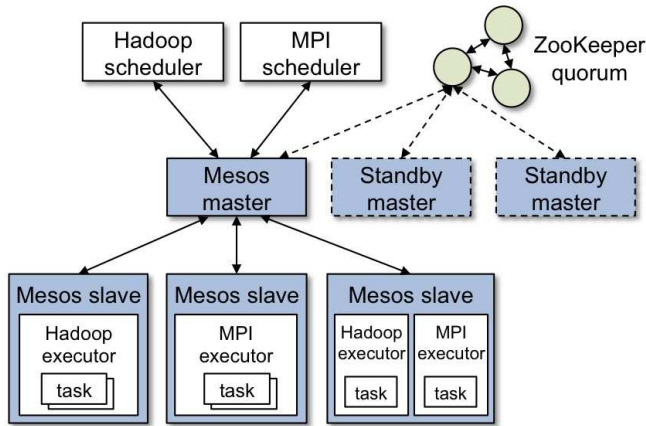 Hadoop
scheduler
MPI
scheduler
ZooKeeper
quorum
Mesos
master
Standby
master
Standby
master
Mesos slave
Hadoop
executor
task
Mesos slave
MPI
executor
task
Mesos slave
Hadoop
executor
task
MPI
executor
task